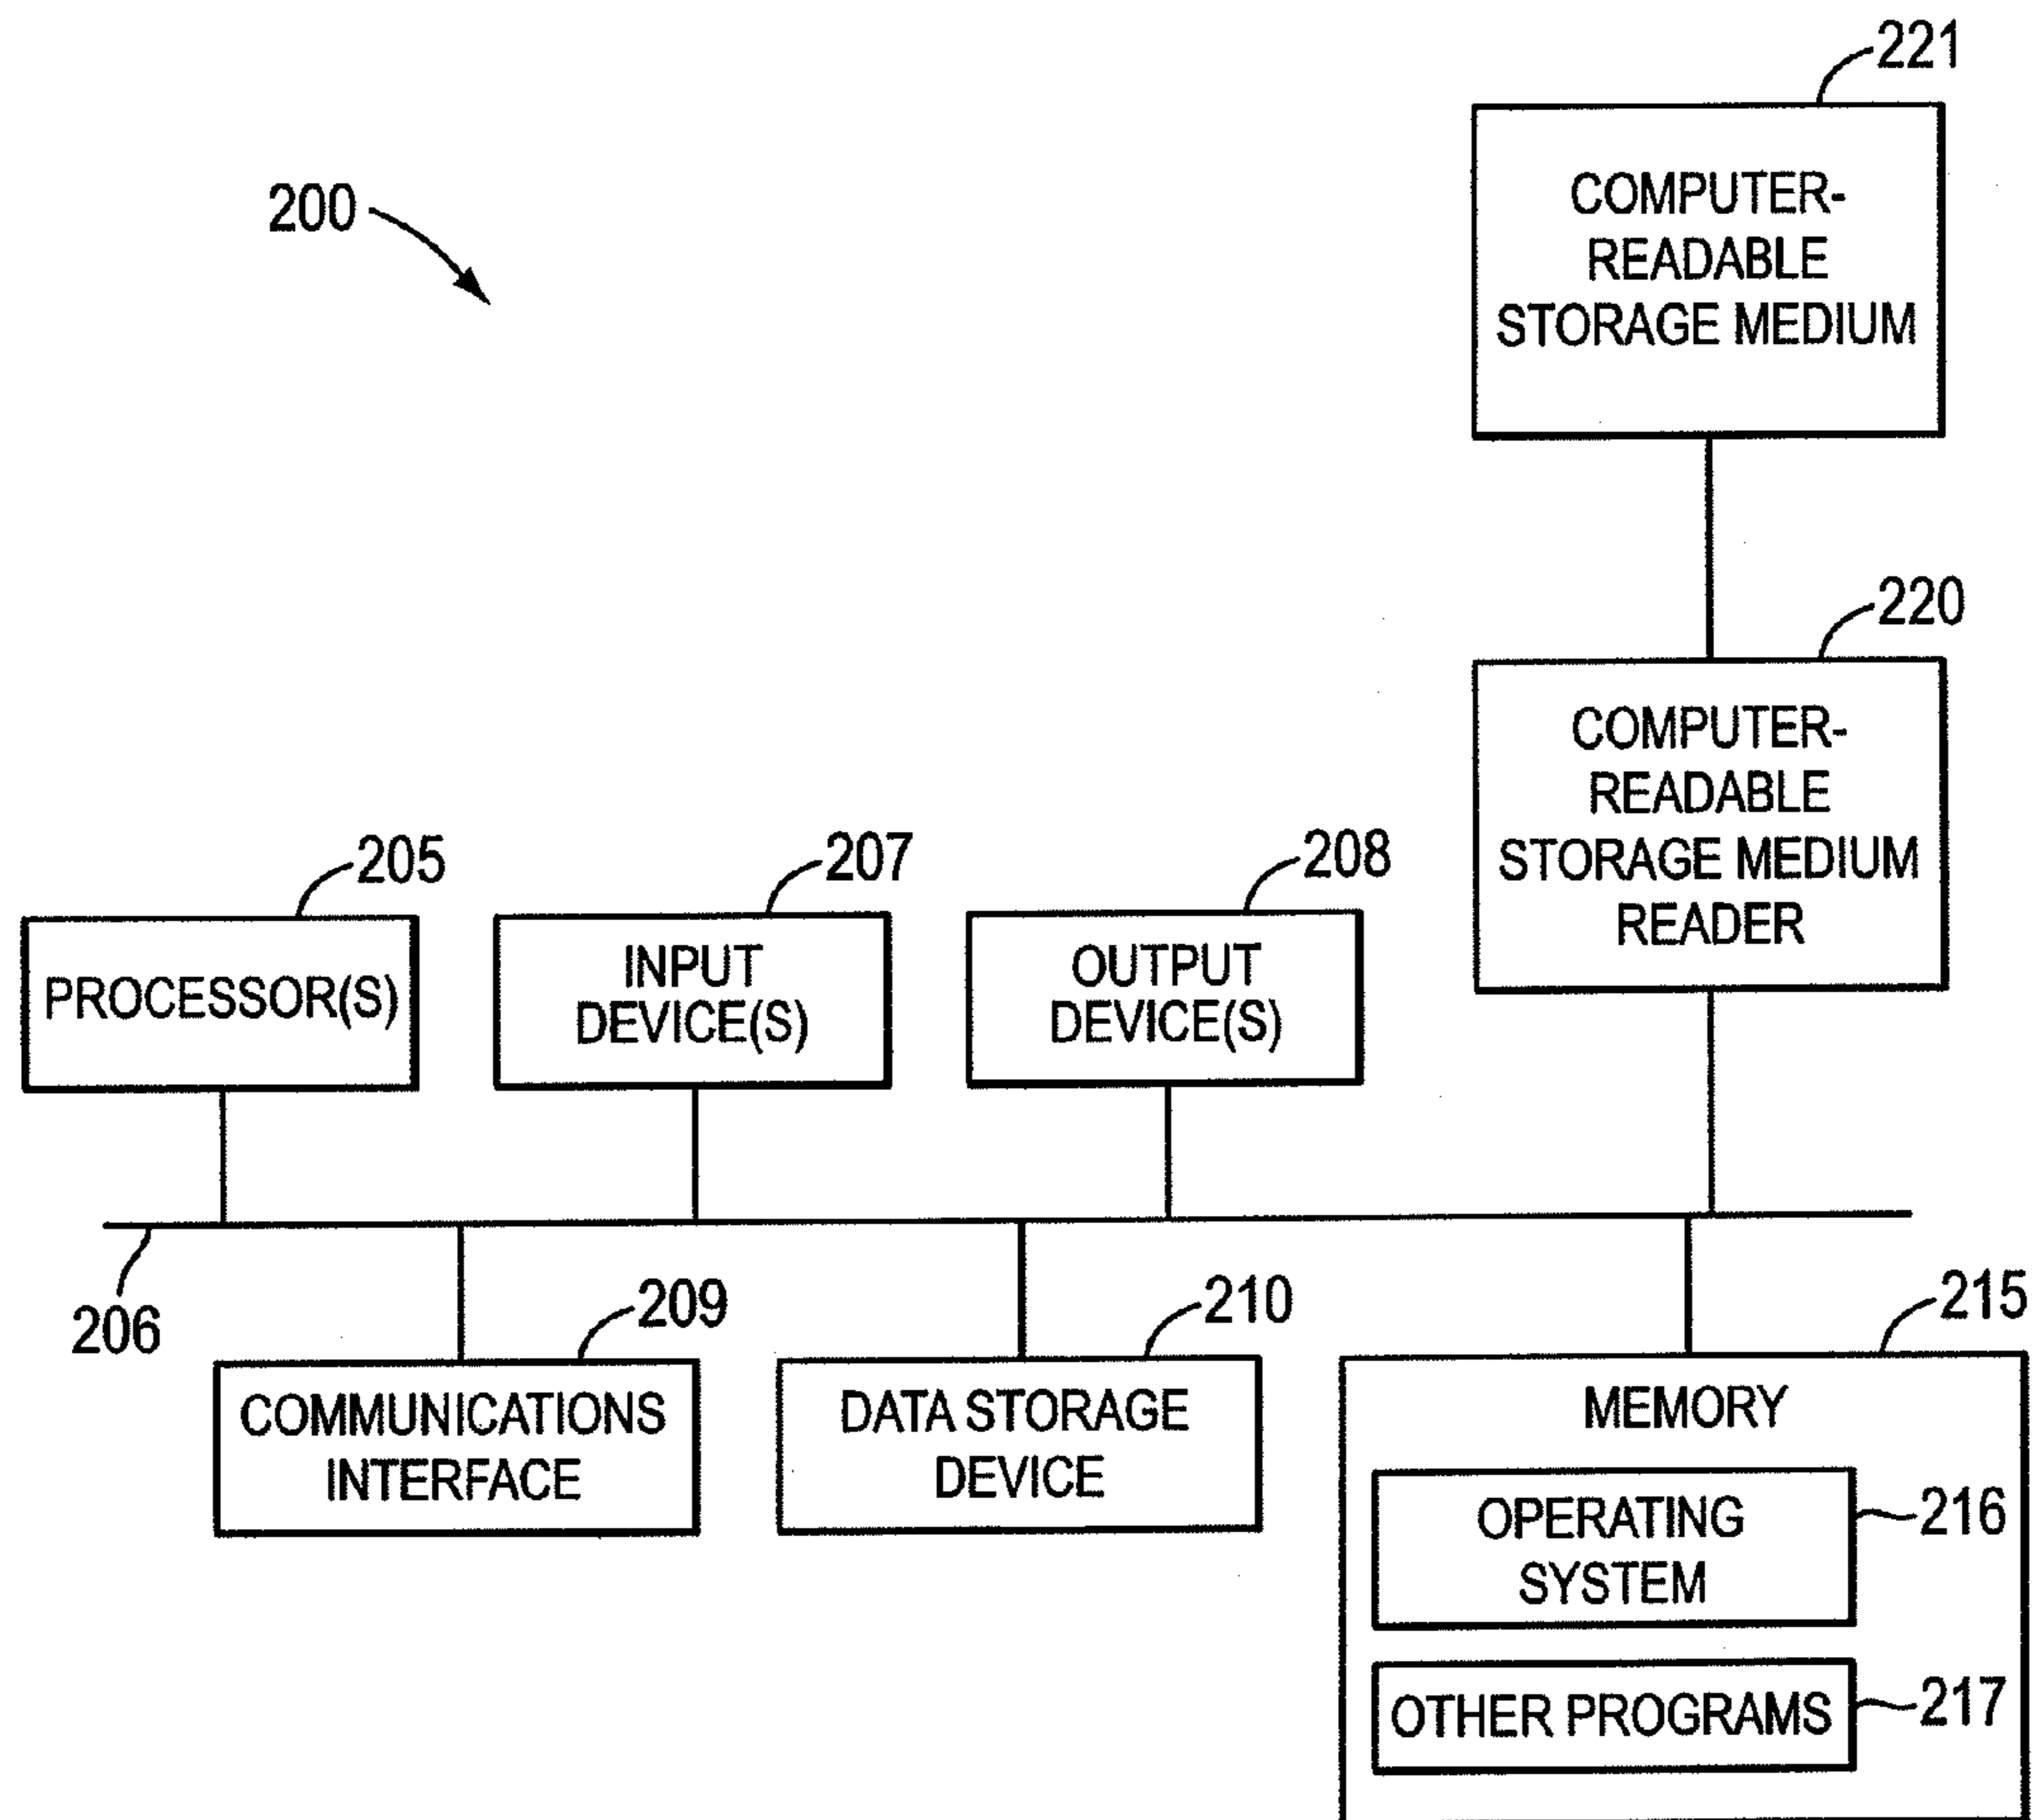 221
COMPUTER-
READABLE
STORAGE MEDIUM
200
220
COMPUTER-
READABLE
STORAGE MEDIUM
READER
205
PROCESSOR(S)
207
INPUT
DEVICE(S)
208
OUTPUT
DEVICE(S)
206
209
COMMUNICATIONS
INTERFACE
210
DATA STORAGE
DEVICE
215
MEMORY
OPERATING
SYSTEM
216
OTHER PROGRAMS
217